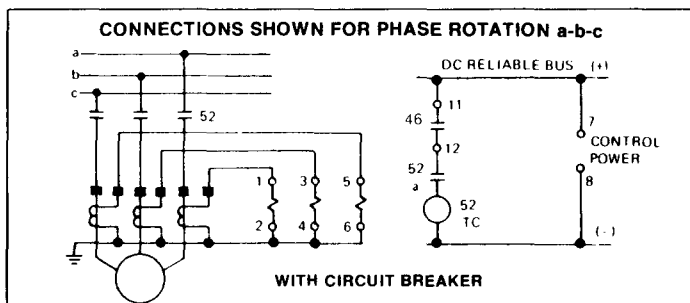 CONNECTIONS SHOWN FOR PHASE ROTATION a-b-c
a
b
c
52
1 3 5
2 4 6
WITH CIRCUIT BREAKER
DC RELIABLE BUS (+)
11
46
12
52
a
52
TC
7
CONTROL
POWER
8
(-)